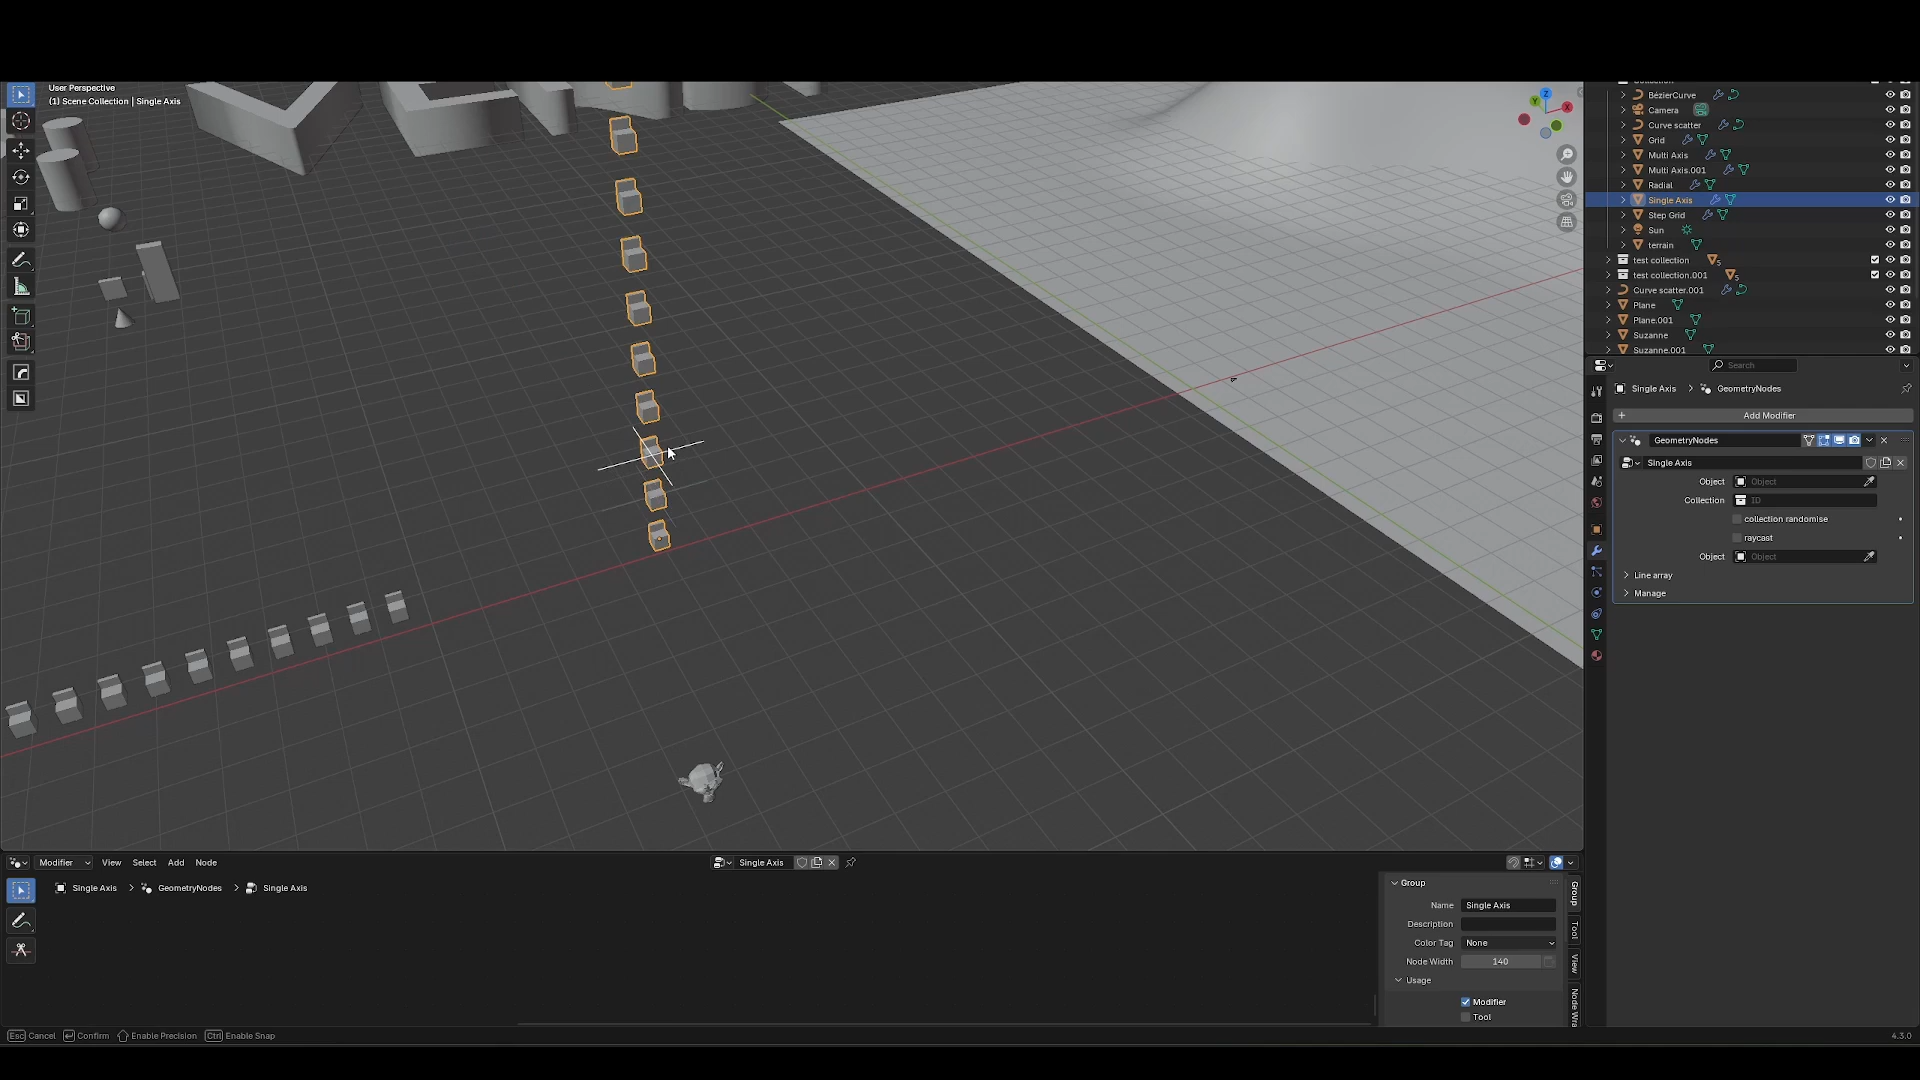 User Perspective
(1) Scene Collection | Single Axis
Z
Y
X
BézierCurve
Camera
Curve scatter
Grid
Multi Axis
Multi Axis.001
Radial
Single Axis
Step Grid
Sun
terrain
test collection
test collection.001
Curve scatter.001
Plane
Plane.001
Suzanne
Suzanne.001
Search
Single Axis > GeometryNodes
+ Add Modifier
GeometryNodes
Single Axis
Object Object
Collection ID
collection randomise
raycast
Object Object
Line array
Manage
Modifier View Select Add Node
Single Axis
Single Axis > GeometryNodes > Single Axis
Group
Name Single Axis
Description
Color Tag None
Node Width 140
Usage
Modifier
Tool
Group
Tool
View
Node Wra
Esc Cancel Confirm Enable Precision Ctrl Enable Snap
4.3.0